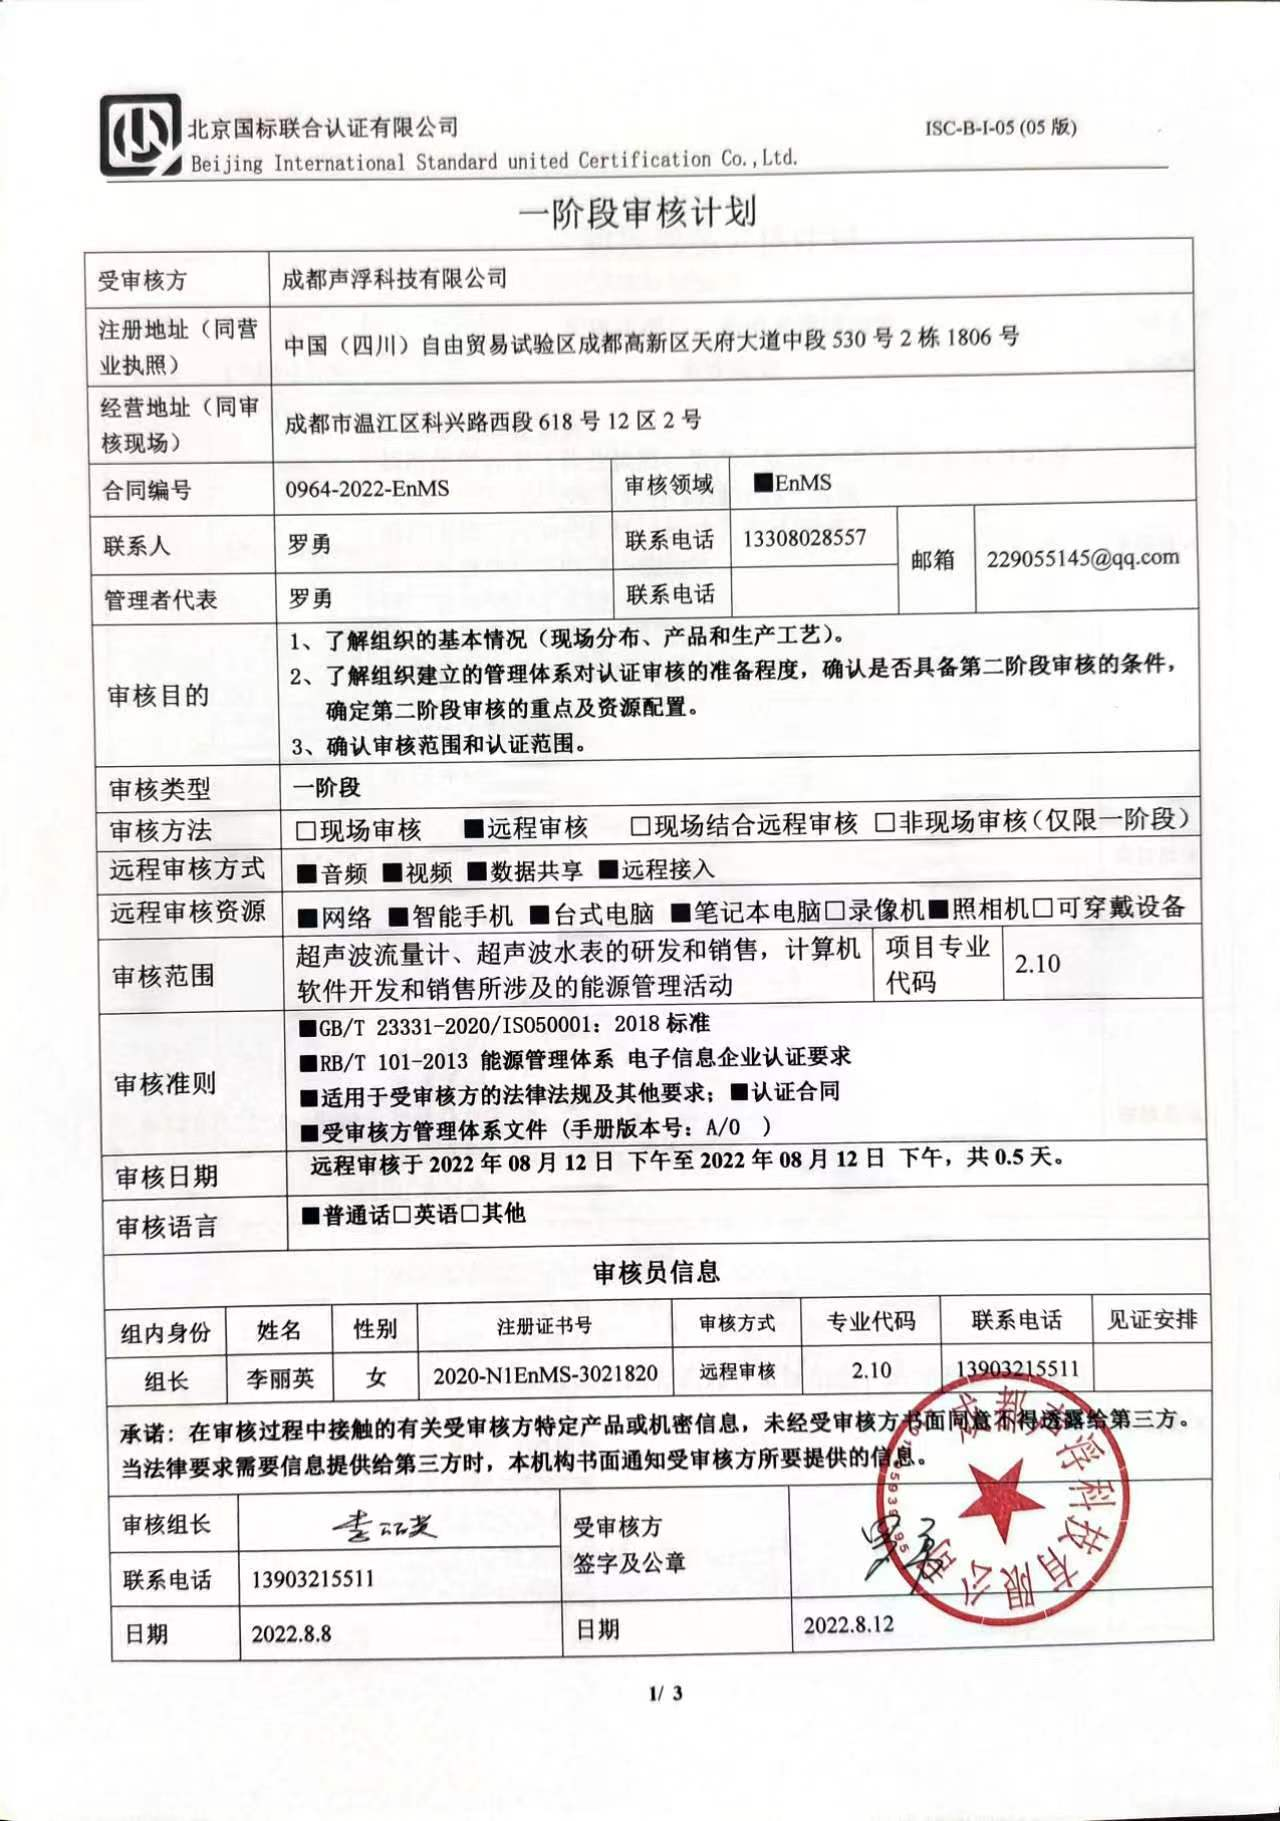 北京国标联合认证有限公司
ISC-B-I-05 (05 版)
Beijing International Standard united Certification Co.,Ltd.
一阶段审核计划
受审核方 成都声浮科技有限公司
注册地址（同营业执照） 中国（四川）自由贸易试验区成都高新区天府大道中段 530 号 2 栋 1806 号
经营地址（同审核现场） 成都市温江区科兴路西段 618 号 12 区 2 号
合同编号 0964-2022-EnMS 审核领域 ■EnMS
联系人 罗勇 联系电话 13308028557 邮箱 229055145@qq.com
管理者代表 罗勇 联系电话
审核目的
1、了解组织的基本情况（现场分布、产品和生产工艺）。
2、了解组织建立的管理体系对认证审核的准备程度，确认是否具备第二阶段审核的条件，
确定第二阶段审核的重点及资源配置。
3、确认审核范围和认证范围。
审核类型 一阶段
审核方法 □现场审核 ■远程审核 □现场结合远程审核 □非现场审核（仅限一阶段）
远程审核方式 ■音频 ■视频 ■数据共享 ■远程接入
远程审核资源 ■网络 ■智能手机 ■台式电脑 ■笔记本电脑□录像机■照相机□可穿戴设备
审核范围 超声波流量计、超声波水表的研发和销售，计算机
软件开发和销售所涉及的能源管理活动
项目专业代码 2.10
审核准则
■GB/T 23331-2020/ISO50001：2018 标准
■RB/T 101-2013 能源管理体系 电子信息企业认证要求
■适用于受审核方的法律法规及其他要求；■认证合同
■受审核方管理体系文件（手册版本号：A/0 ）
审核日期 远程审核于 2022 年 08 月 12 日 下午至 2022 年 08 月 12 日 下午，共 0.5 天。
审核语言 ■普通话□英语□其他
审核员信息
组内身份 姓名 性别 注册证书号 审核方式 专业代码 联系电话 见证安排
组长 李丽英 女 2020-N1EnMS-3021820 远程审核 2.10 13903215511
承诺：在审核过程中接触的有关受审核方特定产品或机密信息，未经受审核方书面同意不得透露给第三方。
当法律要求需要信息提供给第三方时，本机构书面通知受审核方所要提供的信息。
审核组长 李丽英 受审核方
签字及公章 罗勇
成都声浮科技有限公司
联系电话 13903215511
日期 2022.8.8 日期 2022.8.12
1/ 3